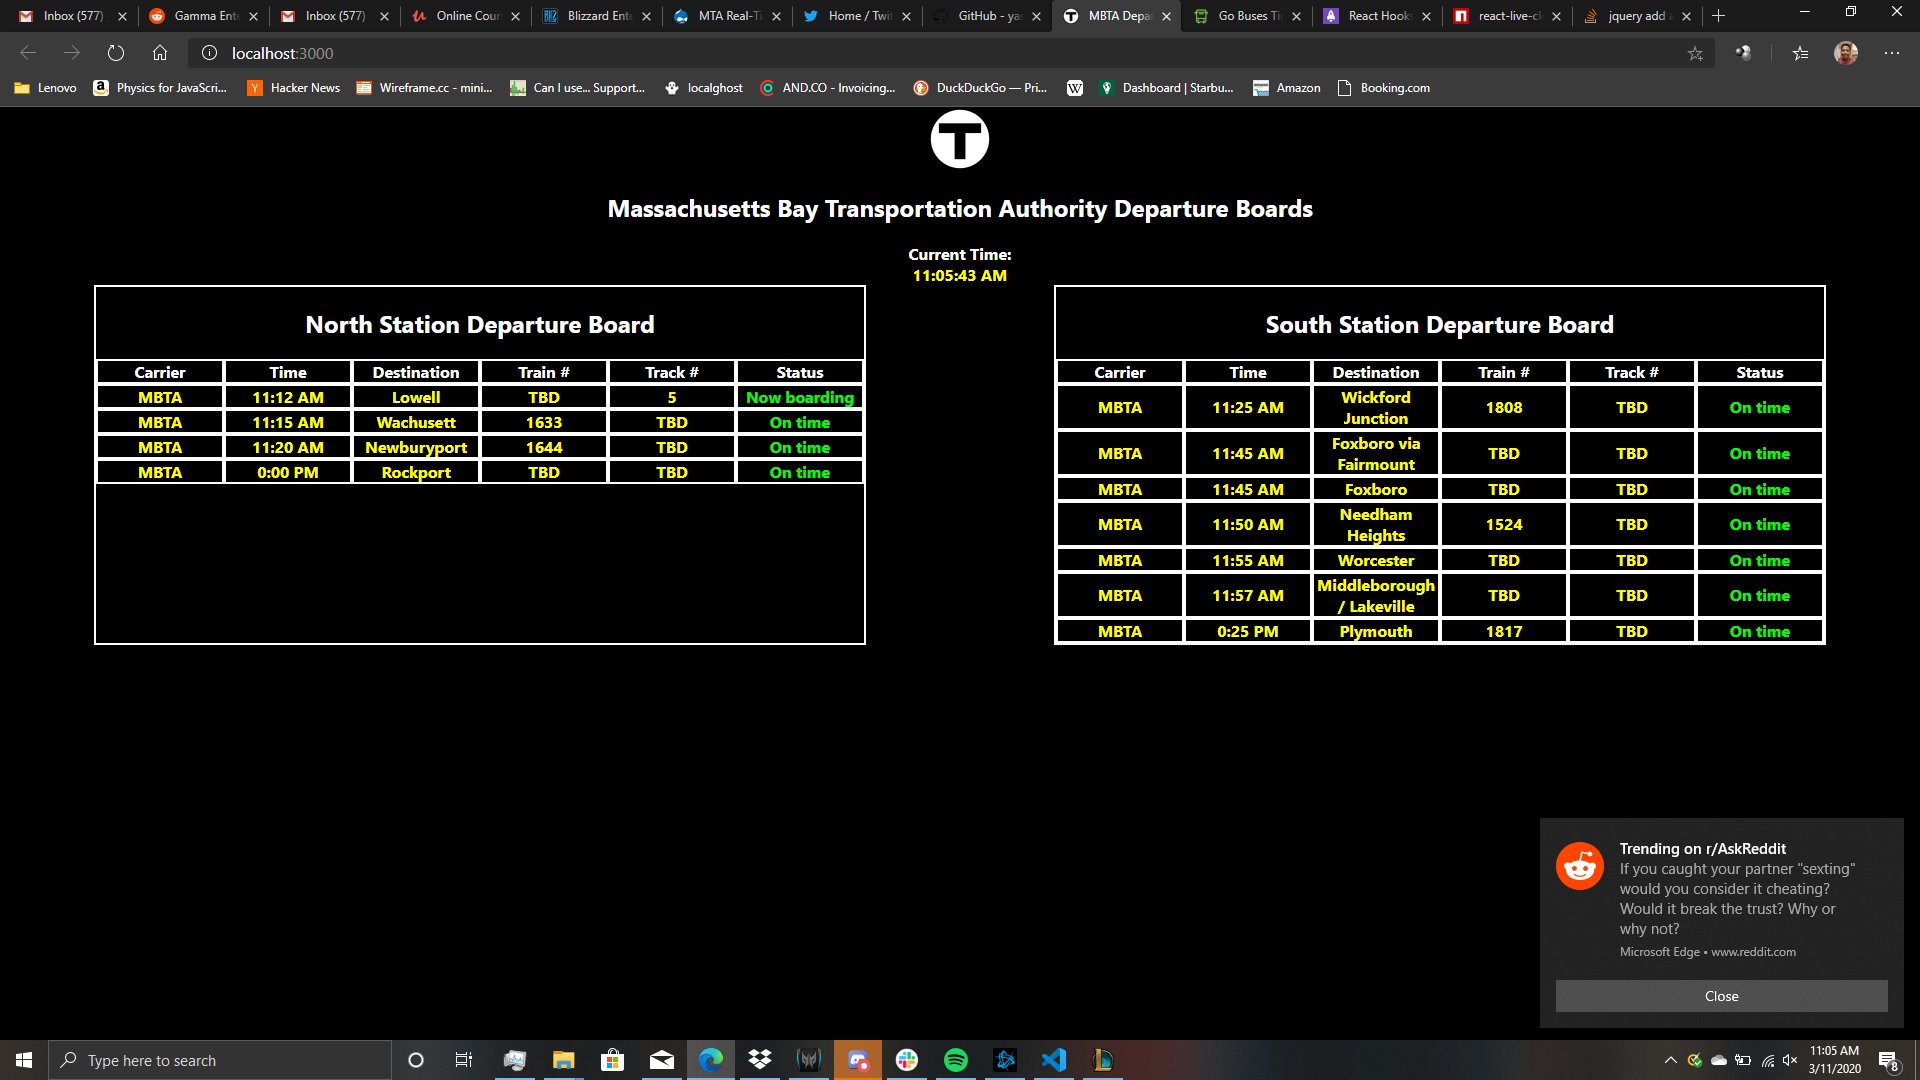 Inbox (577)
Gamma Ente
Inbox (577)
Online Cour
Blizzard Ente
MTA Real-Ti
Home / Twit
GitHub - yas
MBTA Depar
Go Buses Tic
React Hooks
react-live-cl
jquery add a
localhost:3000
Lenovo
Physics for JavaScri...
Hacker News
Wireframe.cc - mini...
Can I use... Support...
localghost
AND.CO - Invoicing...
DuckDuckGo — Pri...
W
Dashboard | Starbu...
Amazon
Booking.com
T
Massachusetts Bay Transportation Authority Departure Boards
Current Time:
11:05:43 AM
North Station Departure Board
Carrier Time Destination Train # Track # Status
MBTA 11:12 AM Lowell TBD 5 Now boarding
MBTA 11:15 AM Wachusett 1633 TBD On time
MBTA 11:20 AM Newburyport 1644 TBD On time
MBTA 0:00 PM Rockport TBD TBD On time
South Station Departure Board
Carrier Time Destination Train # Track # Status
MBTA 11:25 AM Wickford Junction 1808 TBD On time
MBTA 11:45 AM Foxboro via Fairmount TBD TBD On time
MBTA 11:45 AM Foxboro TBD TBD On time
MBTA 11:50 AM Needham Heights 1524 TBD On time
MBTA 11:55 AM Worcester TBD TBD On time
MBTA 11:57 AM Middleborough / Lakeville TBD TBD On time
MBTA 0:25 PM Plymouth 1817 TBD On time
Trending on r/AskReddit
If you caught your partner "sexting"
would you consider it cheating?
Would it break the trust? Why or
why not?
Microsoft Edge • www.reddit.com
Close
Type here to search
11:05 AM
3/11/2020
8